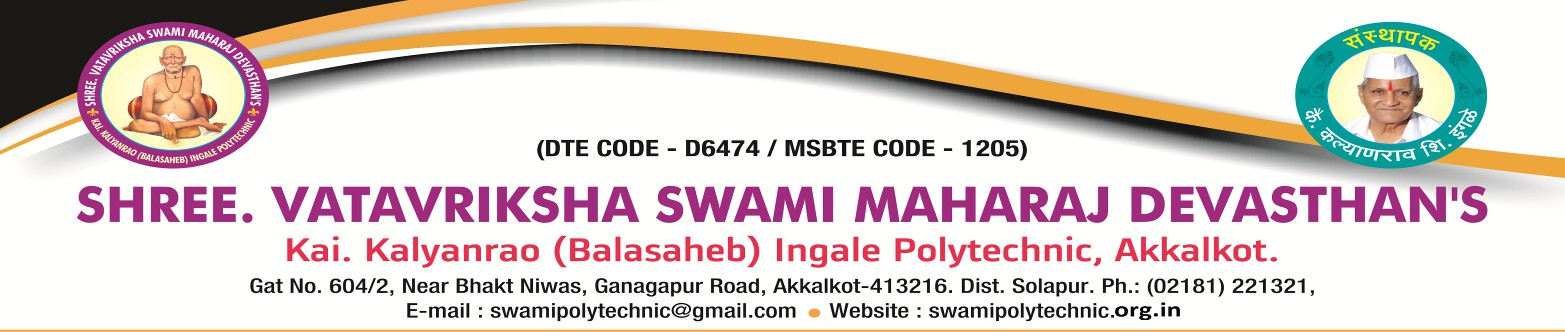 SHREE. VATAVRIKSHA SWAMI MAHARAJ DEVASTHAN'S
KAI. KALYANRAO (BALASAHEB) INGALE POLYTECHNIC
संस्थापक
कै. कल्याणराव शि. इंगळे
(DTE CODE - D6474 / MSBTE CODE - 1205)
SHREE. VATAVRIKSHA SWAMI MAHARAJ DEVASTHAN'S
Kai. Kalyanrao (Balasaheb) Ingale Polytechnic, Akkalkot.
Gat No. 604/2, Near Bhakt Niwas, Ganagapur Road, Akkalkot-413216. Dist. Solapur. Ph.: (02181) 221321,
E-mail : swamipolytechnic@gmail.com ● Website : swamipolytechnic.org.in